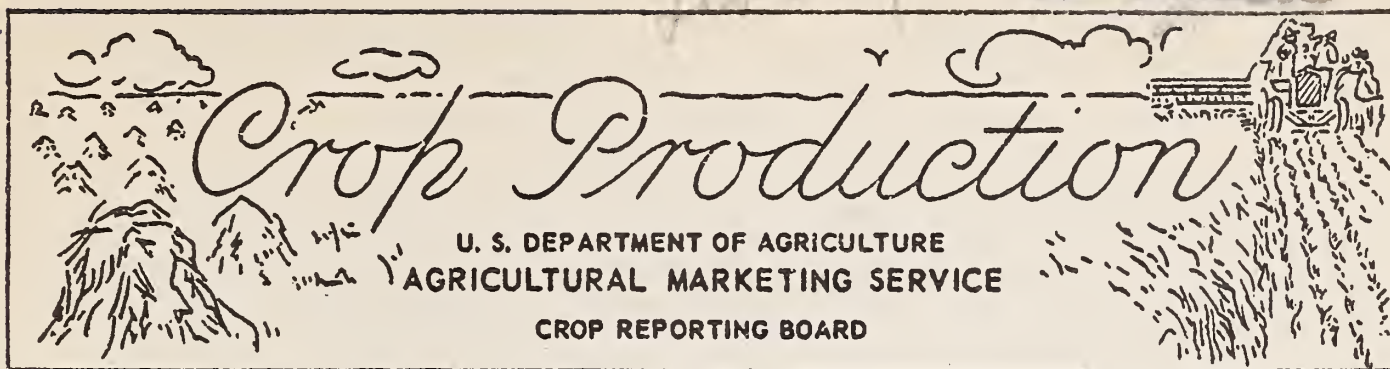 Crop Production
U. S. DEPARTMENT OF AGRICULTURE
AGRICULTURAL MARKETING SERVICE
CROP REPORTING BOARD